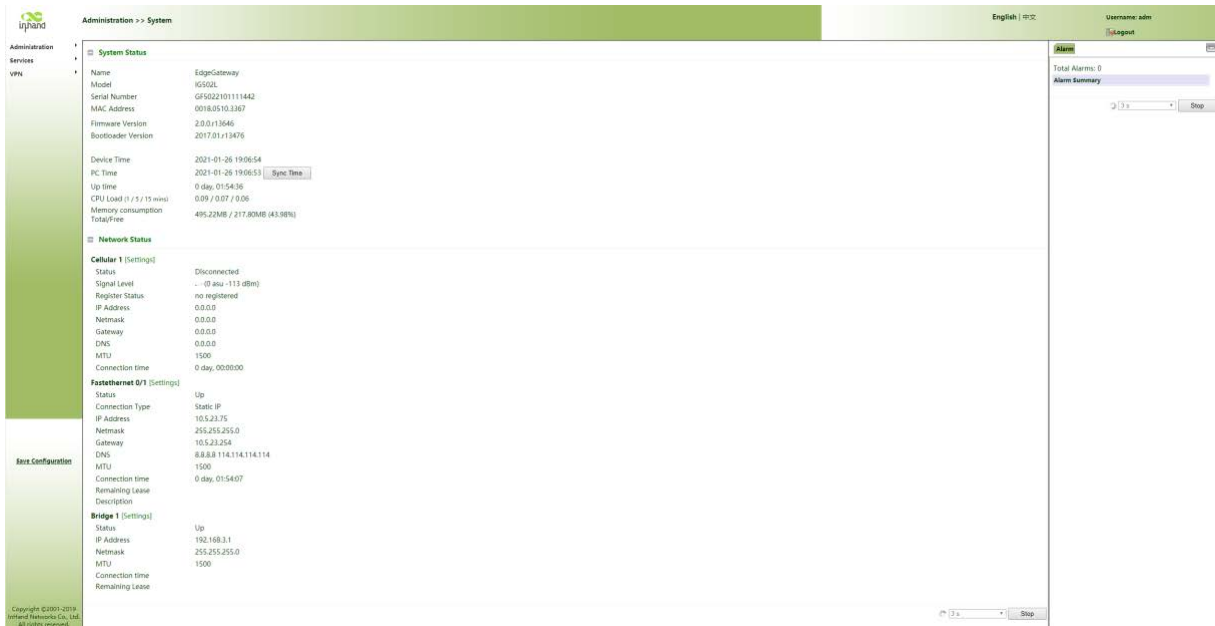 inhand
Administration >> System
English | 中文
Username: adm
Logout
Administration
Services
VPN
Save Configuration
Copyright ©2001-2019
InHand Networks Co., Ltd.
All rights reserved.
System Status
Name EdgeGateway
Model IG502L
Serial Number GF5022101111442
MAC Address 0018.0510.3367
Firmware Version 2.0.0.r13646
Bootloader Version 2017.01.r13476
Device Time 2021-01-26 19:06:54
PC Time 2021-01-26 19:06:53 Sync Time
Up time 0 day, 01:54:36
CPU Load (1 / 5 / 15 mins) 0.09 / 0.07 / 0.06
Memory consumption
Total/Free 495.22MB / 217.80MB (43.98%)
Network Status
Cellular 1 [Settings]
Status Disconnected
Signal Level (0 asu -113 dBm)
Register Status no registered
IP Address 0.0.0.0
Netmask 0.0.0.0
Gateway 0.0.0.0
DNS 0.0.0.0
MTU 1500
Connection time 0 day, 00:00:00
Fastethernet 0/1 [Settings]
Status Up
Connection Type Static IP
IP Address 10.5.23.75
Netmask 255.255.255.0
Gateway 10.5.23.254
DNS 8.8.8.8 114.114.114.114
MTU 1500
Connection time 0 day, 01:54:07
Remaining Lease
Description
Bridge 1 [Settings]
Status Up
IP Address 192.168.3.1
Netmask 255.255.255.0
MTU 1500
Connection time
Remaining Lease
3 s Stop
Alarm
Total Alarms: 0
Alarm Summary
3 s Stop